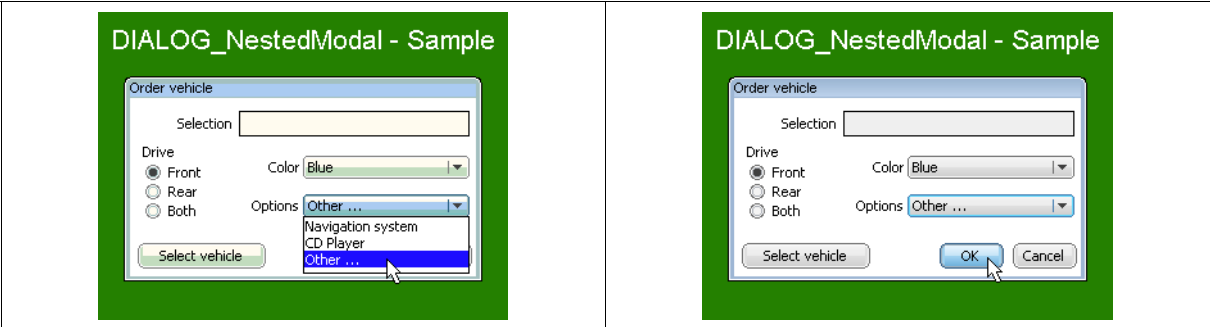 DIALOG_NestedModal - Sample
Order vehicle
Selection
Drive
Front
Color Blue
Rear
Both
Options Other ...
Navigation system
CD Player
Other ...
Select vehicle
DIALOG_NestedModal - Sample
Order vehicle
Selection
Drive
Front
Color Blue
Rear
Both
Options Other ...
Select vehicle OK Cancel